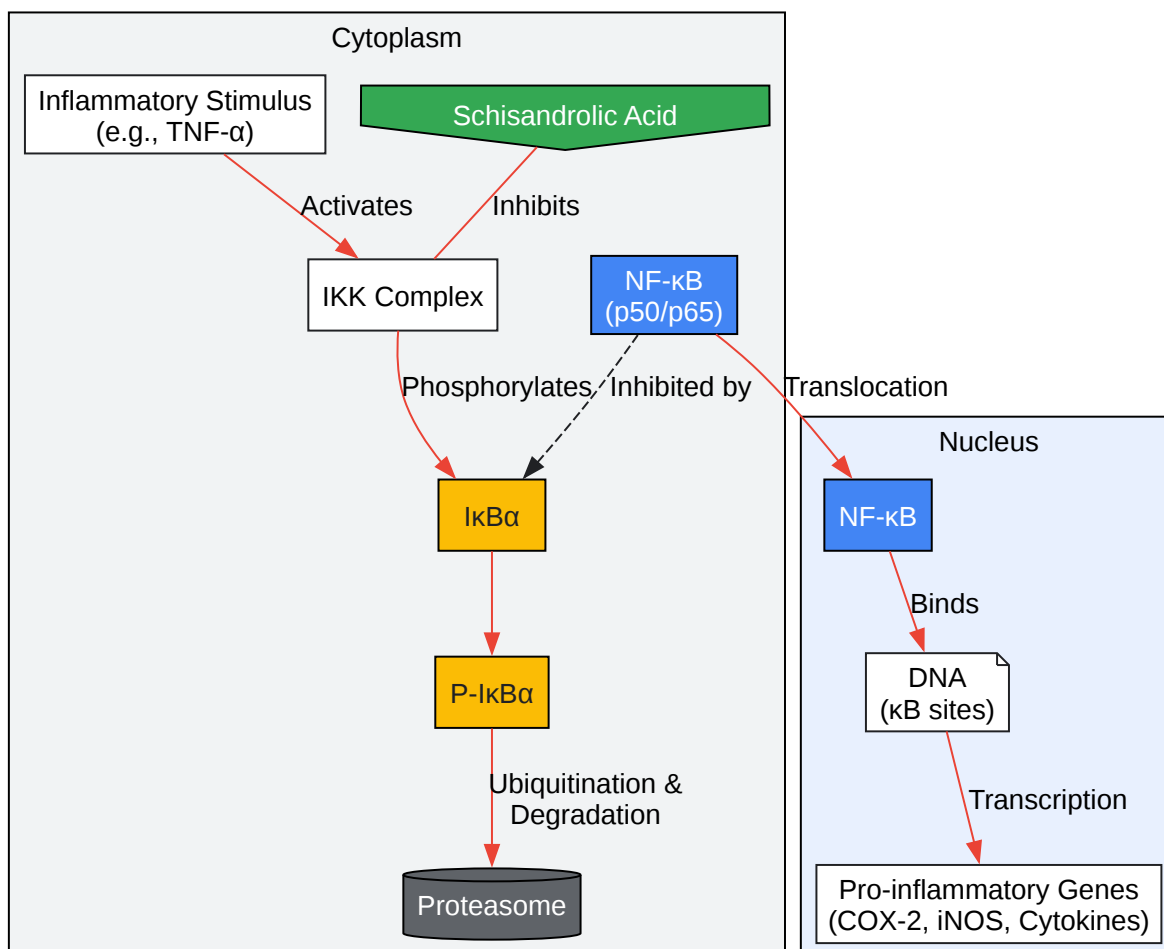 Cytoplasm
Inflammatory Stimulus
(e.g., TNF-α)
Schisandrolic Acid
Activates
Inhibits
IKK Complex
NF-κB
(p50/p65)
Phosphorylates
Inhibited by
Translocation
Nucleus
IκBα
NF-κB
Binds
P-IκBα
DNA
(κB sites)
Ubiquitination &
Degradation
Transcription
Proteasome
Pro-inflammatory Genes
(COX-2, iNOS, Cytokines)